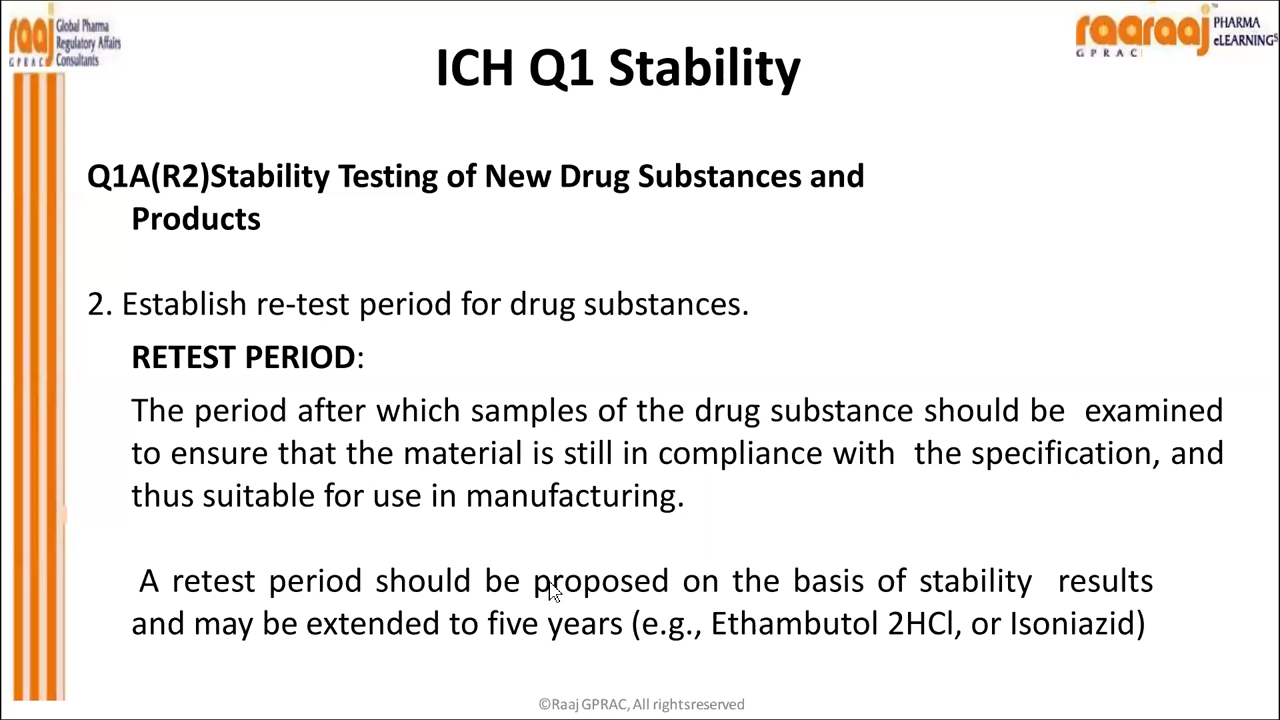 raaj Global Pharma
Regulatory Affairs
GPRAC Consultants
raaraaj PHARMA
eLEARNINGS
GPRAC
ICH Q1 Stability
Q1A(R2)Stability Testing of New Drug Substances and
Products
2. Establish re-test period for drug substances.
RETEST PERIOD:
The period after which samples of the drug substance should be examined
to ensure that the material is still in compliance with the specification, and
thus suitable for use in manufacturing.
A retest period should be proposed on the basis of stability results
and may be extended to five years (e.g., Ethambutol 2HCl, or Isoniazid)
©Raaj GPRAC, All rightsreserved